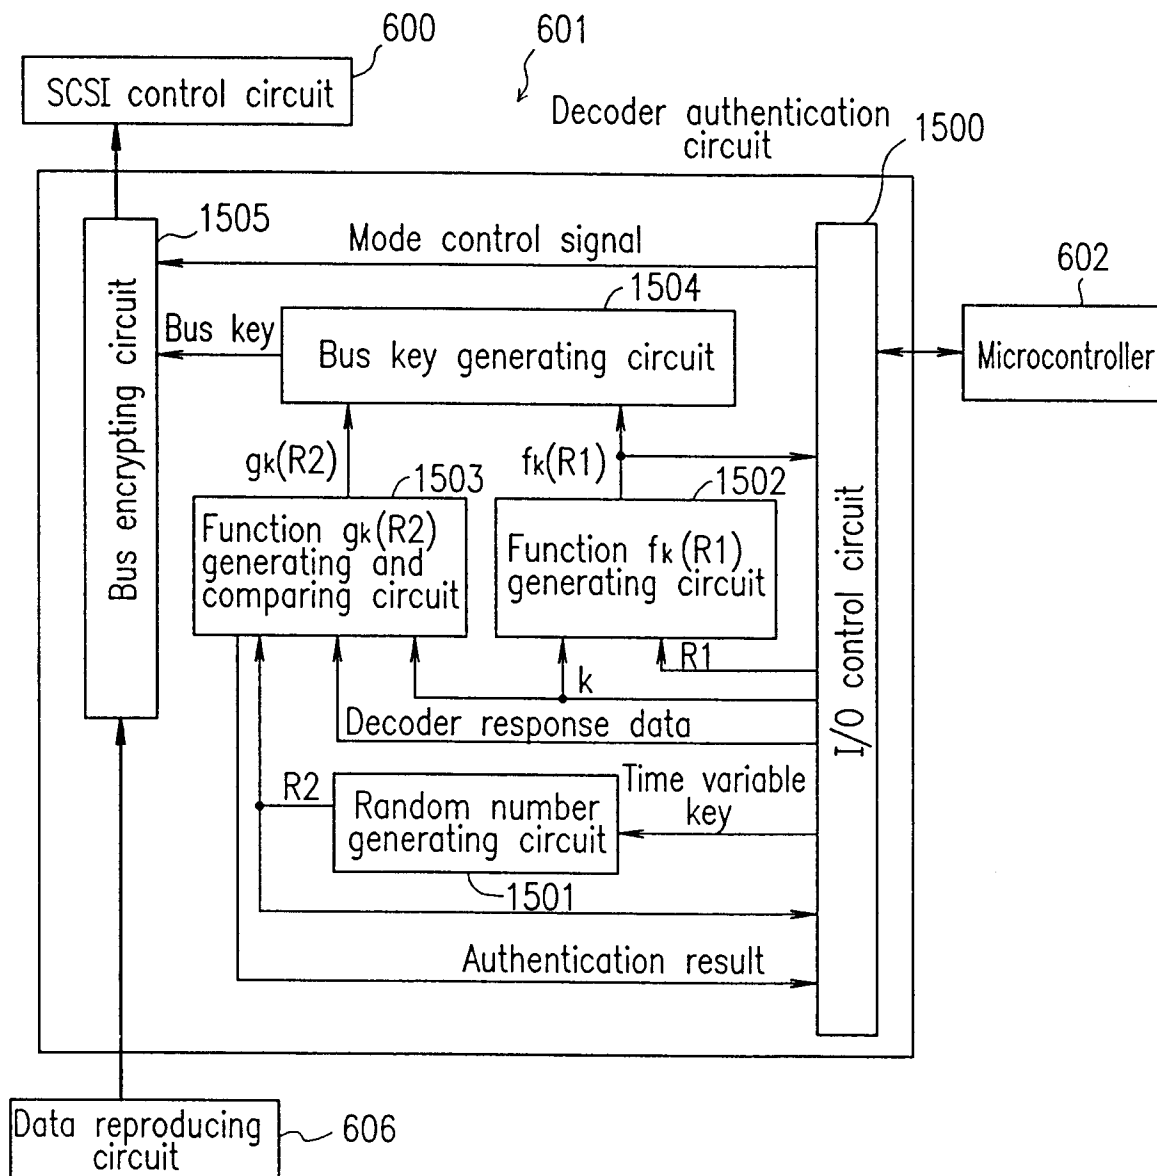 600
601
SCSI control circuit
Decoder authentication
circuit
1500
1505
Mode control signal
602
1504
Bus key
Bus key generating circuit
Microcontroller
Bus encrypting circuit
gk(R2)
fk(R1)
1503
1502
Function gk(R2)
generating and
comparing circuit
Function fk(R1)
generating circuit
I/O control circuit
R1
k
Decoder response data
R2
Random number
generating circuit
Time variable
key
1501
Authentication result
Data reproducing
circuit
606